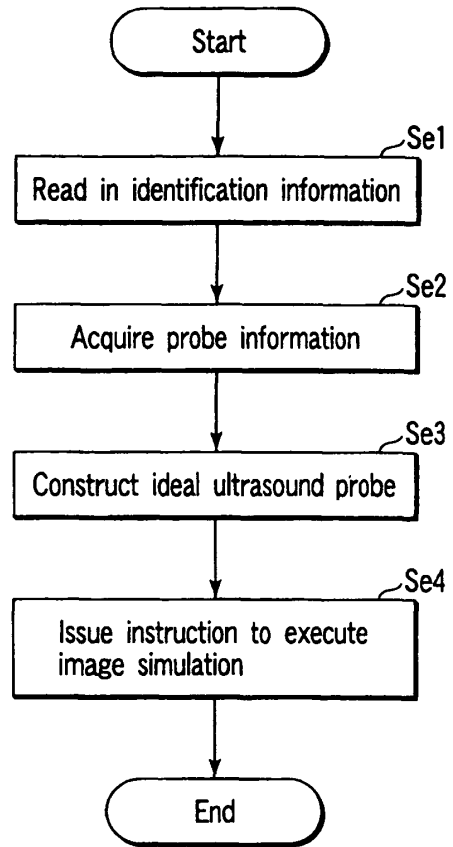 Start
Se1
Read in identification information
Se2
Acquire probe information
Se3
Construct ideal ultrasound probe
Se4
Issue instruction to execute
image simulation
End